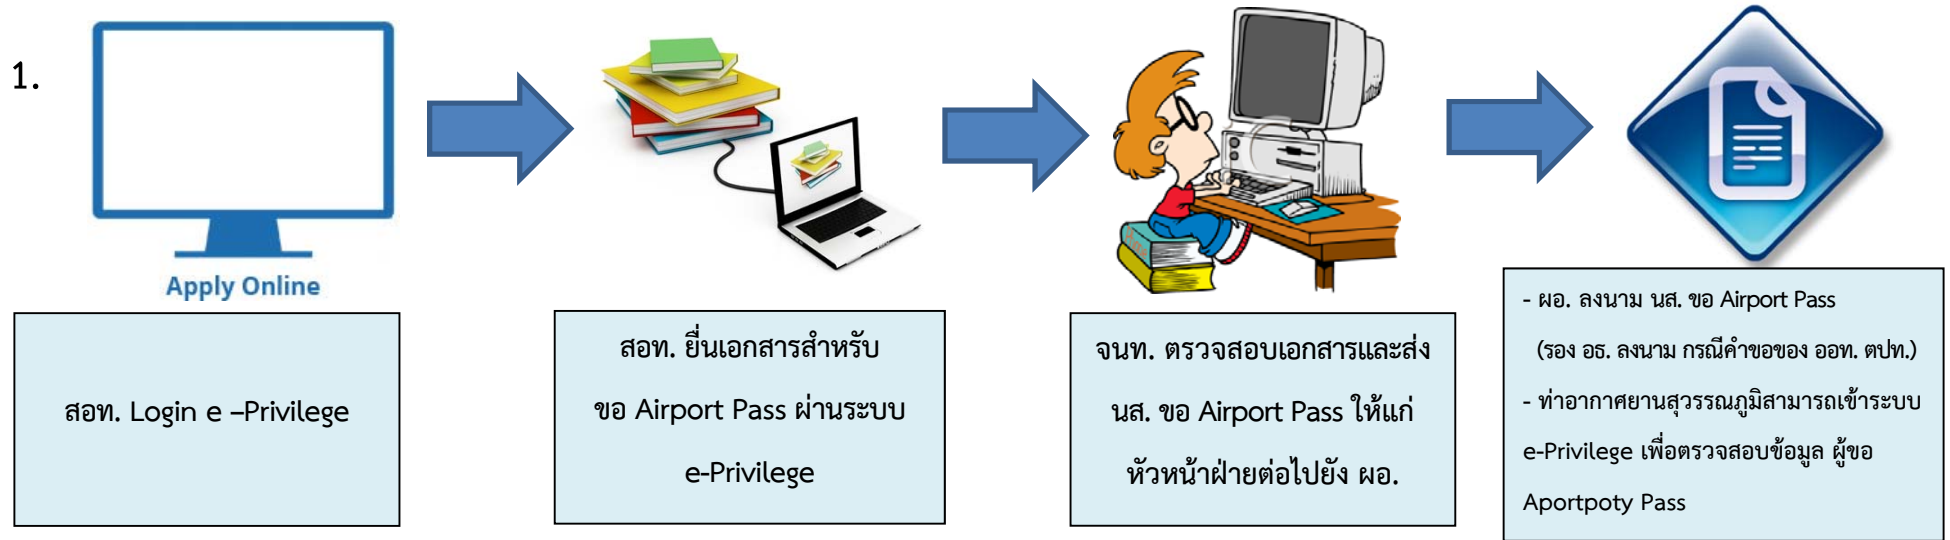 1.
Apply Online
สอท. Login e –Privilege
สอท. ยื่นเอกสารสำหรับ
ขอ Airport Pass ผ่านระบบ
e-Privilege
จนท. ตรวจสอบเอกสารและส่ง
นส. ขอ Airport Pass ให้แก่
หัวหน้าฝ่ายต่อไปยัง ผอ.
- ผอ. ลงนาม นส. ขอ Airport Pass
(รอง อธ. ลงนาม กรณีคำขอของ ออท. ตปท.)
- ท่าอากาศยานสุวรรณภูมิสามารถเข้าระบบ
e-Privilege เพื่อตรวจสอบข้อมูล ผู้ขอ
Aportpoty Pass